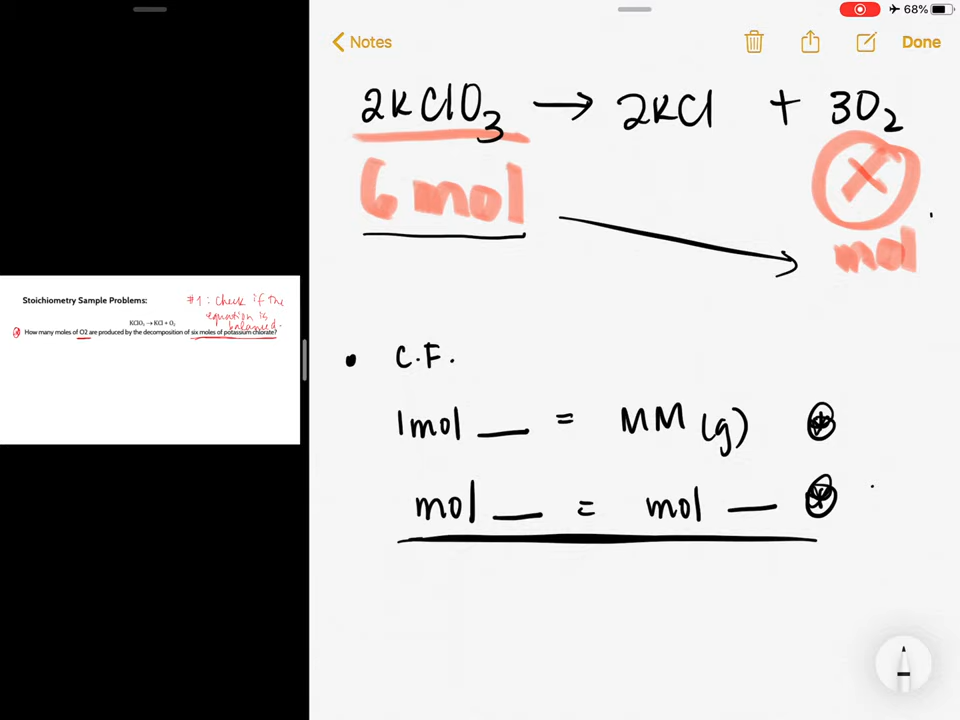 68%
Notes
Done
2KClO3 → 2KCl + 3O2
6 mol
X
mol
Stoichiometry Sample Problems:
#1: Check if the
equation is
balanced.
KClO₃ → KCl + O₂
How many moles of O2 are produced by the decomposition of six moles of potassium chlorate?
• C.F.
1mol __ = MM (g)
mol __ = mol __